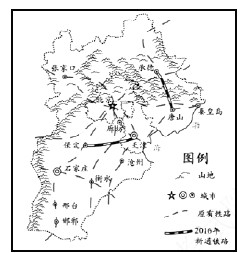 张家口
承德
秦皇岛
唐山
廊坊
天津
保定
沧州
石家庄
衡水
邢台
邯郸
图例
山地
城市
原有铁路
2016年
新通铁路